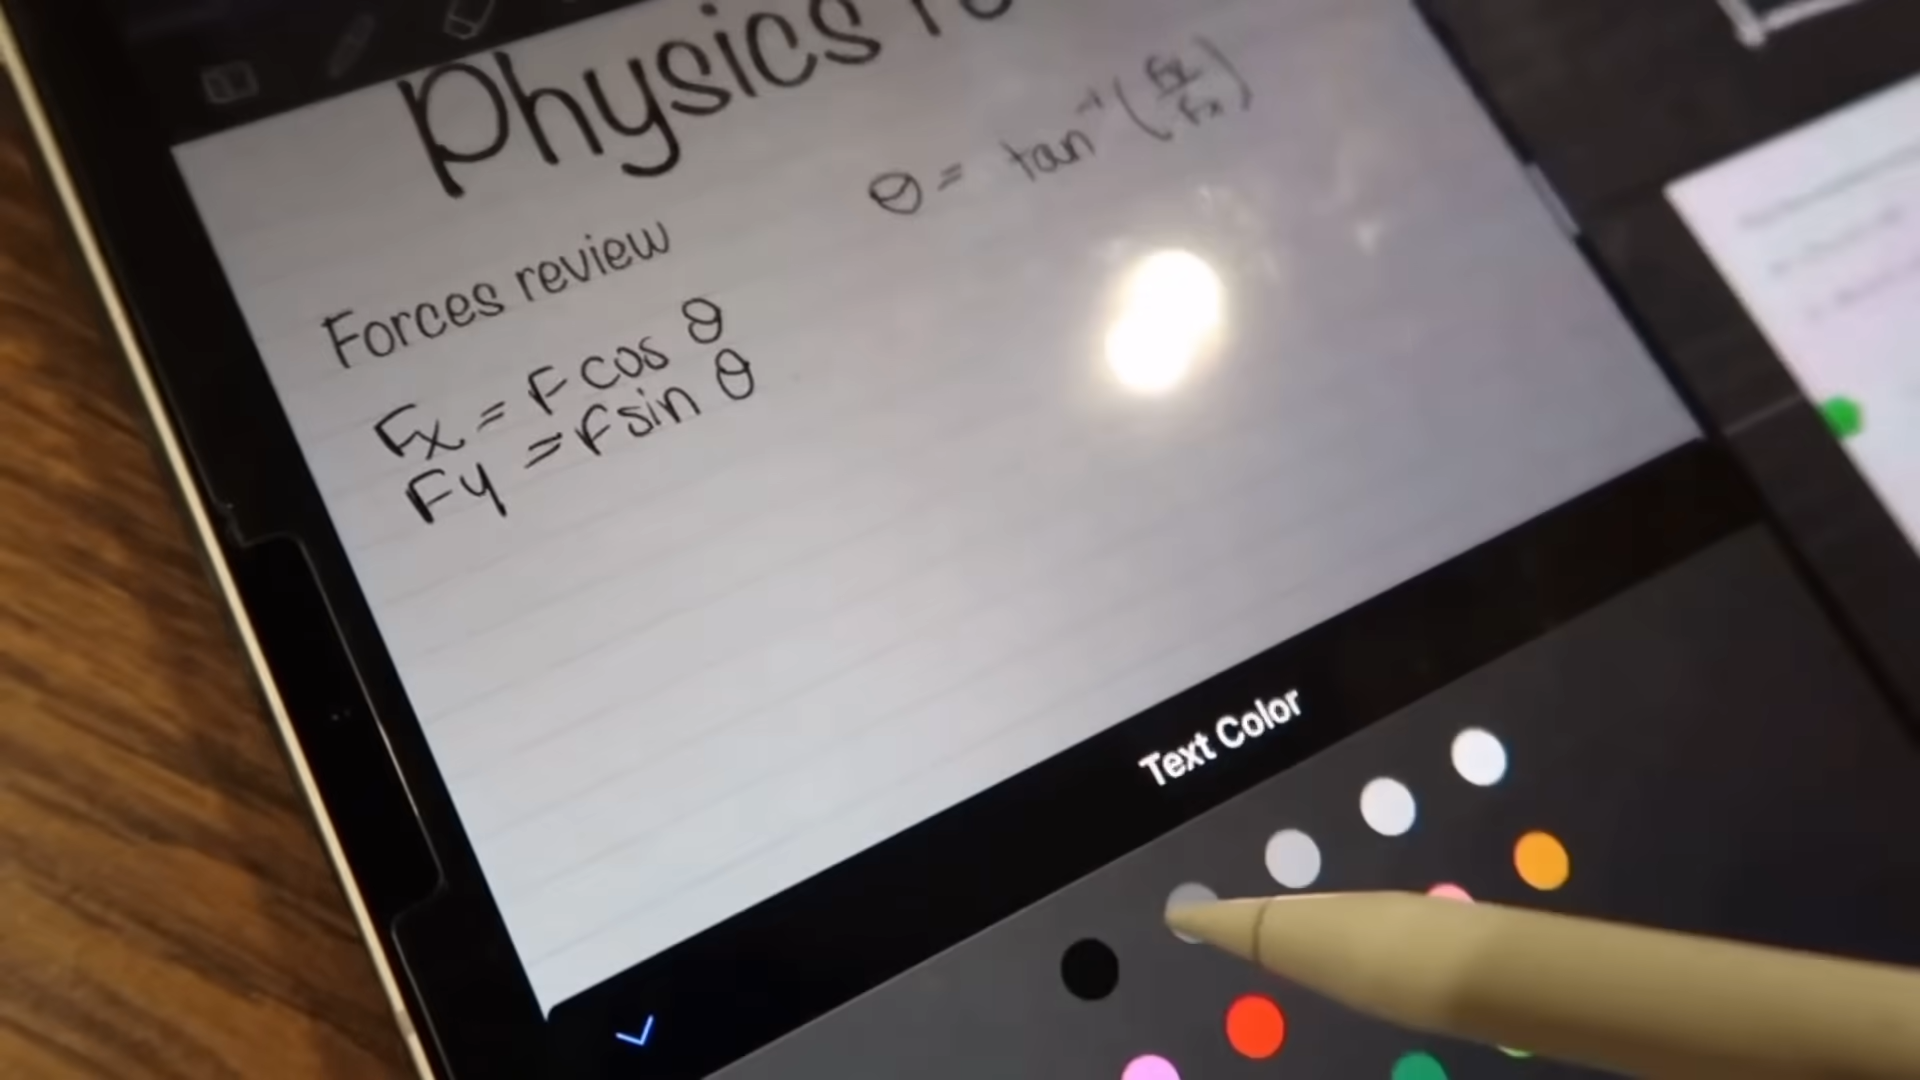 Physics
θ = tan⁻¹ (Fy/Fx)
Forces review
Fx = F cos θ
Fy = F sin θ
Text Color